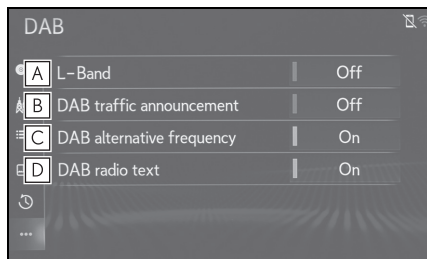 DAB
A L-Band Off
B DAB traffic announcement Off
C DAB alternative frequency On
D DAB radio text On